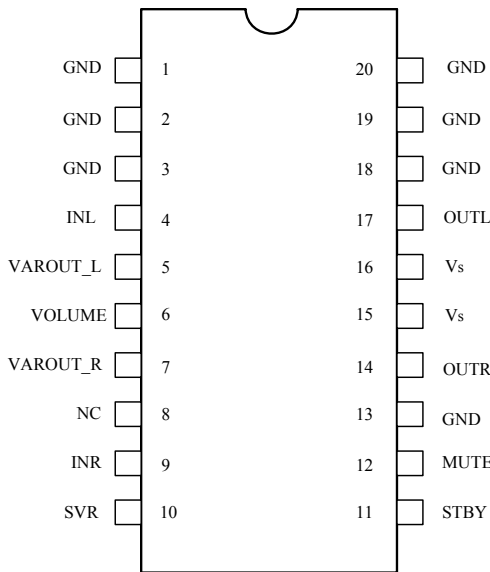 GND 1 20 GND
GND 2 19 GND
GND 3 18 GND
INL 4 17 OUTL
VAROUT_L 5 16 Vs
VOLUME 6 15 Vs
VAROUT_R 7 14 OUTR
NC 8 13 GND
INR 9 12 MUTE
SVR 10 11 STBY